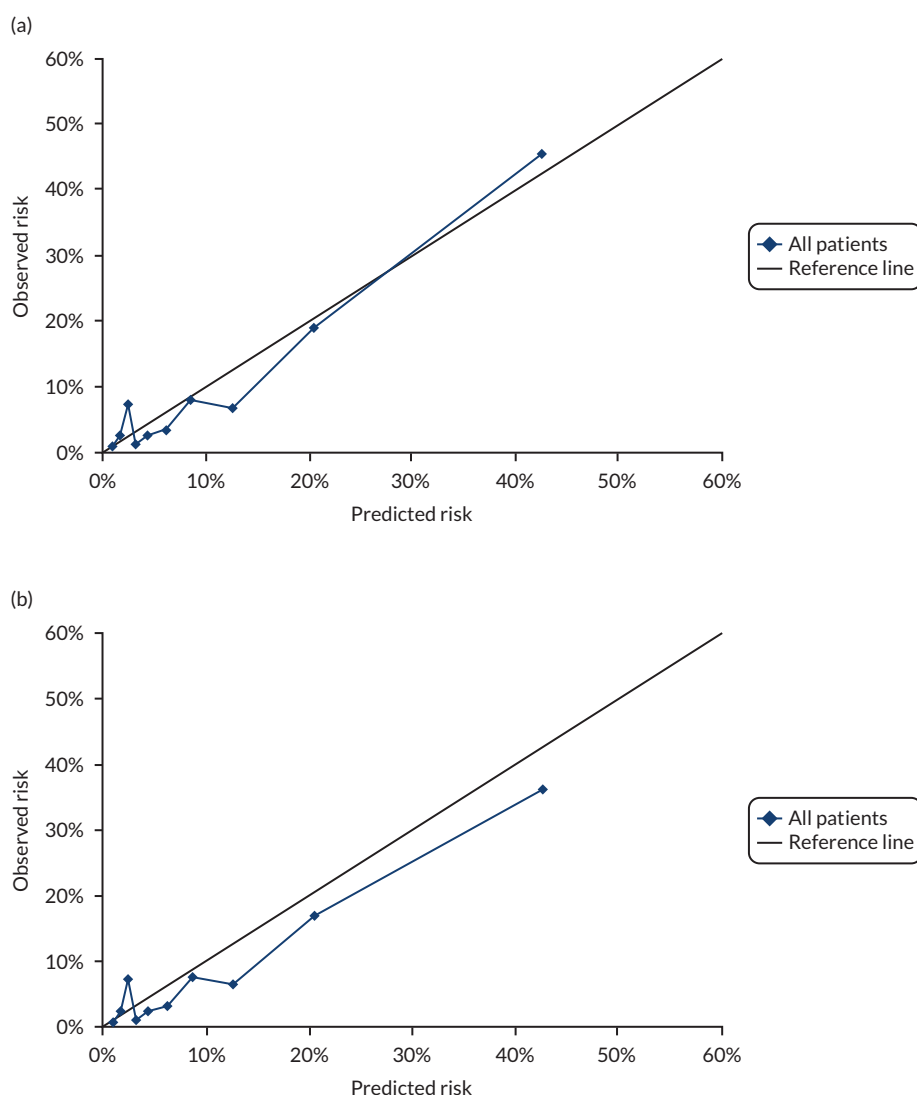 (a)
60%
50%
40%
30%
20%
10%
0%
Observed risk
0% 10% 20% 30% 40% 50% 60%
Predicted risk
All patients
Reference line
(b)
60%
50%
40%
30%
20%
10%
0%
Observed risk
0% 10% 20% 30% 40% 50% 60%
Predicted risk
All patients
Reference line